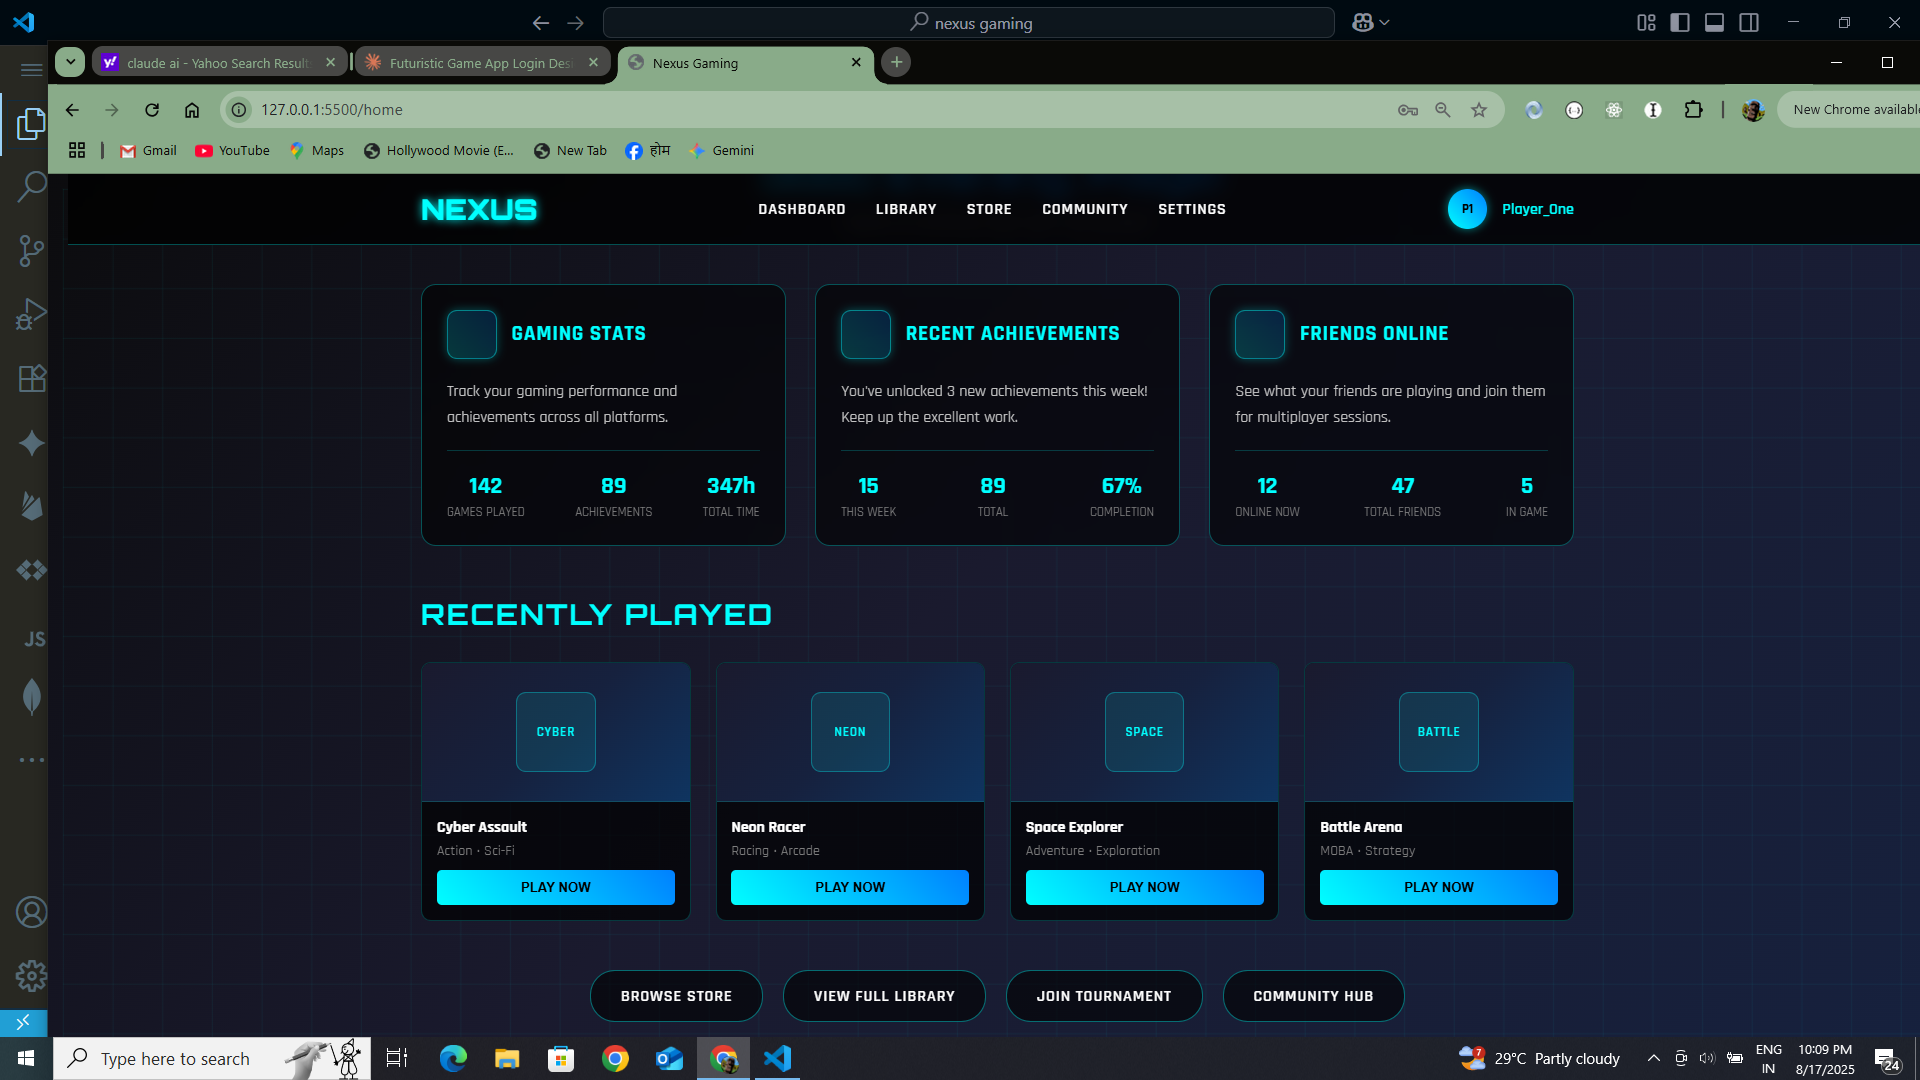 nexus gaming
claude ai - Yahoo Search Result
Futuristic Game App Login Des
Nexus Gaming
127.0.0.1:5500/home
New Chrome available
Gmail
YouTube
Maps
Hollywood Movie (E...
New Tab
होम
Gemini
NEXUS
DASHBOARD
LIBRARY
STORE
COMMUNITY
SETTINGS
P1
Player_One
GAMING STATS
Track your gaming performance and
achievements across all platforms.
142
89
347h
GAMES PLAYED
ACHIEVEMENTS
TOTAL TIME
RECENT ACHIEVEMENTS
You've unlocked 3 new achievements this week!
Keep up the excellent work.
15
89
67%
THIS WEEK
TOTAL
COMPLETION
FRIENDS ONLINE
See what your friends are playing and join them
for multiplayer sessions.
12
47
5
ONLINE NOW
TOTAL FRIENDS
IN GAME
RECENTLY PLAYED
CYBER
Cyber Assault
Action • Sci-Fi
PLAY NOW
NEON
Neon Racer
Racing • Arcade
PLAY NOW
SPACE
Space Explorer
Adventure • Exploration
PLAY NOW
BATTLE
Battle Arena
MOBA • Strategy
PLAY NOW
BROWSE STORE
VIEW FULL LIBRARY
JOIN TOURNAMENT
COMMUNITY HUB
JS
Type here to search
7
29°C Partly cloudy
ENG
IN
10:09 PM
8/17/2025
24